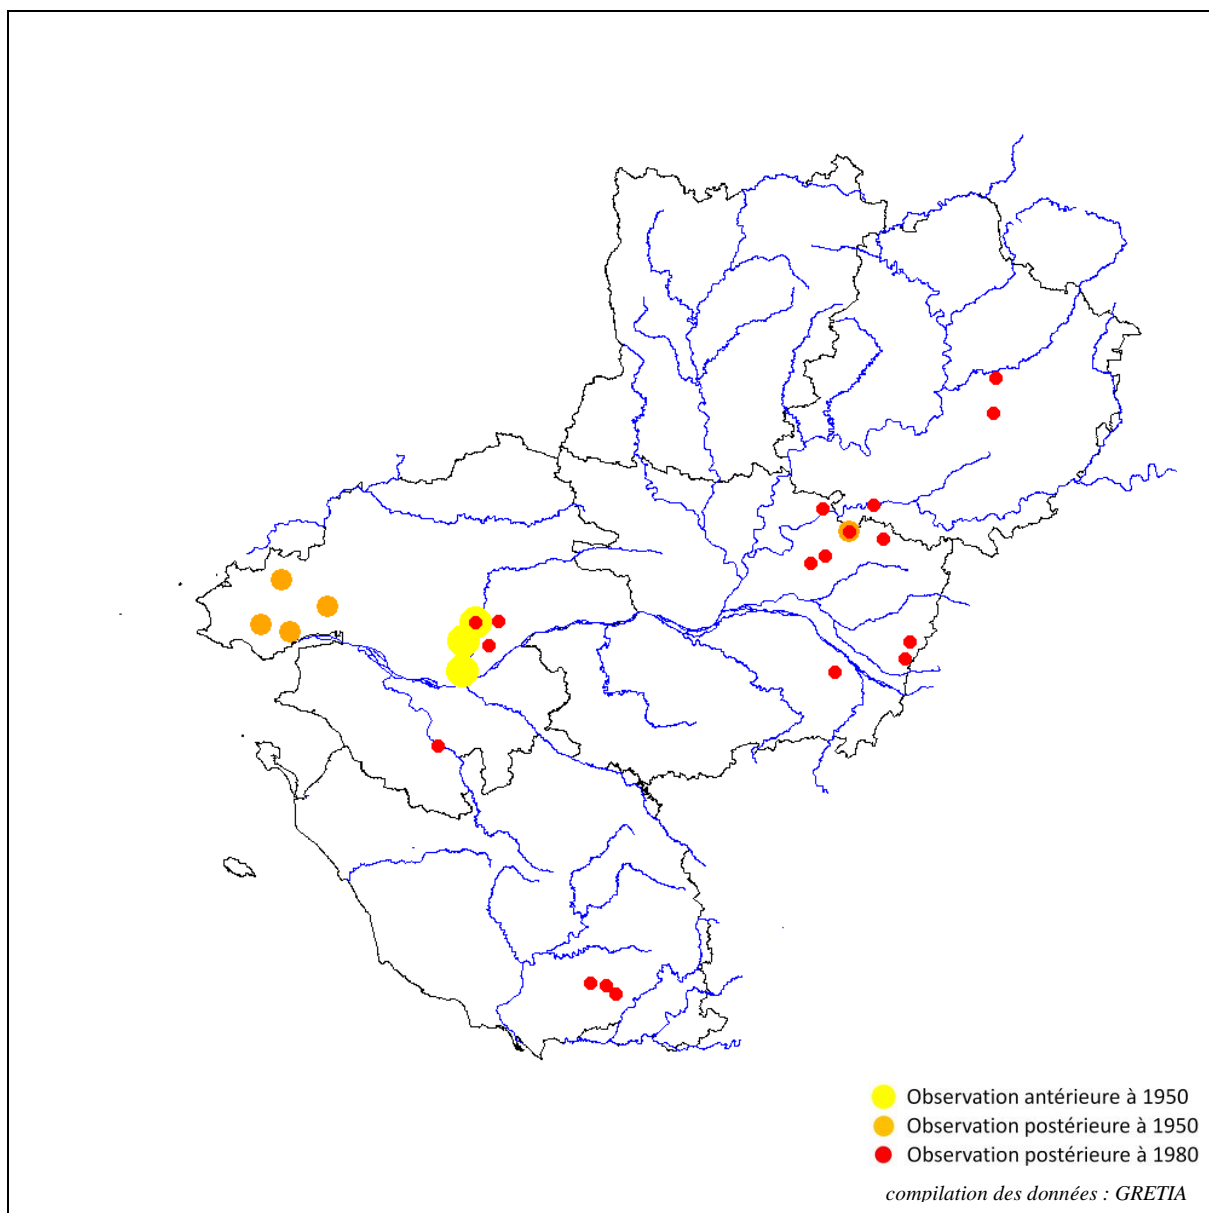 Observation antérieure à 1950
Observation postérieure à 1950
Observation postérieure à 1980
compilation des données : GRETIA